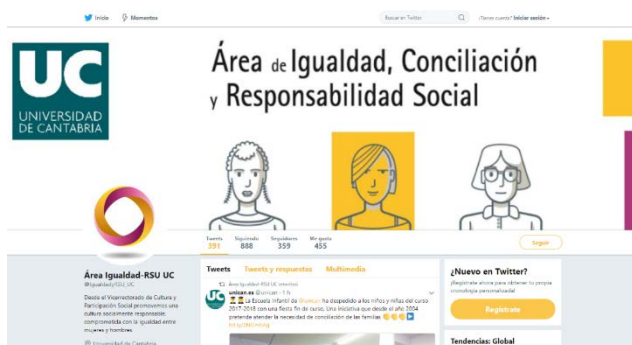 Inicio Momentos
Buscar en Twitter
¿Tienes cuenta? Iniciar sesión
UC
UNIVERSIDAD
DE CANTABRIA
Área de Igualdad, Conciliación
y Responsabilidad Social
Tweets Siguiendo Seguidores Me gusta
391 888 359 455
Seguir
Área Igualdad-RSU UC
@IgualdadyRSU_UC
Desde el Vicerrectorado de Cultura y
Participación Social promovemos una
cultura socialmente responsable
comprometida con la igualdad entre
mujeres y hombres
Universidad de Cantabria
Tweets Tweets y respuestas Multimedia
Área Igualdad-RSU UC retwitteó
unican.es @unican · 1 h
La Escuela Infantil de @unican ha despedido a los niños y niñas del curso
2017-2018 con una fiesta fin de curso. Una iniciativa que desde el año 2004
pretende atender la necesidad de conciliación de las familias
¿Nuevo en Twitter?
¡Regístrate ahora para obtener tu propia
cronología personalizada!
Regístrate
Tendencias: Global